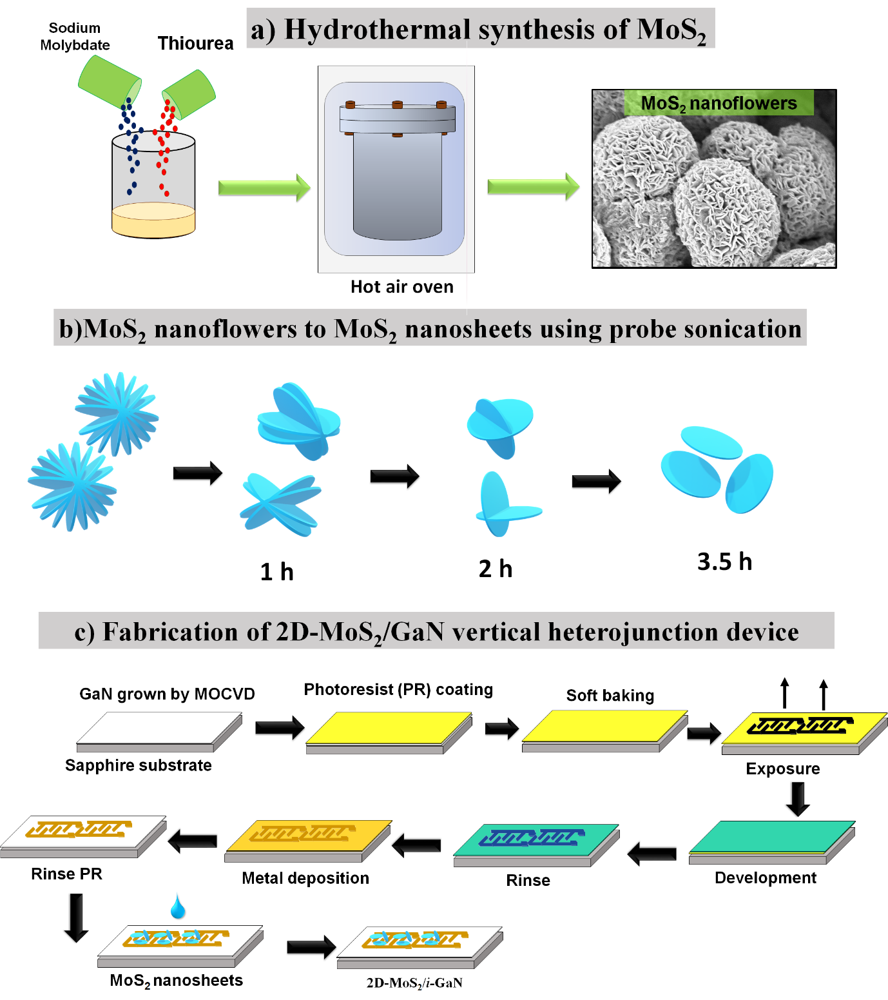 a) Hydrothermal synthesis of MoS₂
Sodium
Molybdate
Thiourea
MoS₂ nanoflowers
Hot air oven
b)MoS₂ nanoflowers to MoS₂ nanosheets using probe sonication
1 h
2 h
3.5 h
c) Fabrication of 2D-MoS₂/GaN vertical heterojunction device
GaN grown by MOCVD
Photoresist (PR) coating
Soft baking
Sapphire substrate
Exposure
Rinse PR
Metal deposition
Rinse
Development
MoS₂ nanosheets
2D-MoS₂/i-GaN